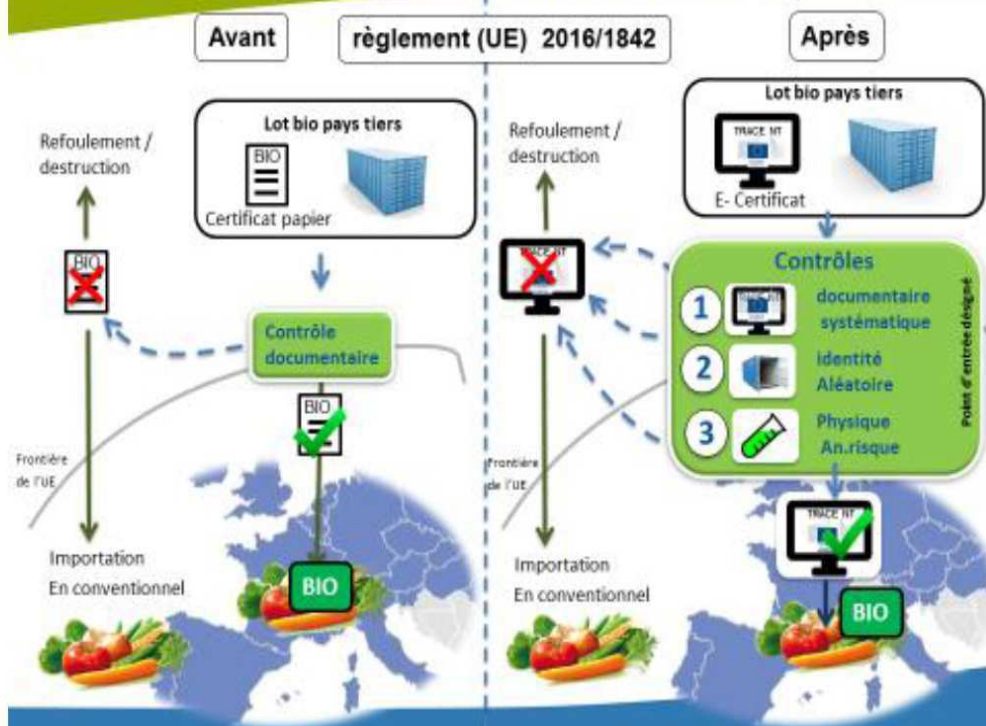 Avant
règlement (UE) 2016/1842
Après
Lot bio pays tiers
BIO
Certificat papier
Refoulement /
destruction
BIO
Contrôle
documentaire
BIO
Frontière
de l'UE
Importation
En conventionnel
BIO
Lot bio pays tiers
TRACE NT
E- Certificat
Refoulement /
destruction
TRACE NT
Contrôles
1
documentaire
systématique
2
Identité
Aléatoire
3
Physique
An.risque
Point d'entrée désigné
Frontière
de l'UE
TRACE NT
Importation
En conventionnel
BIO